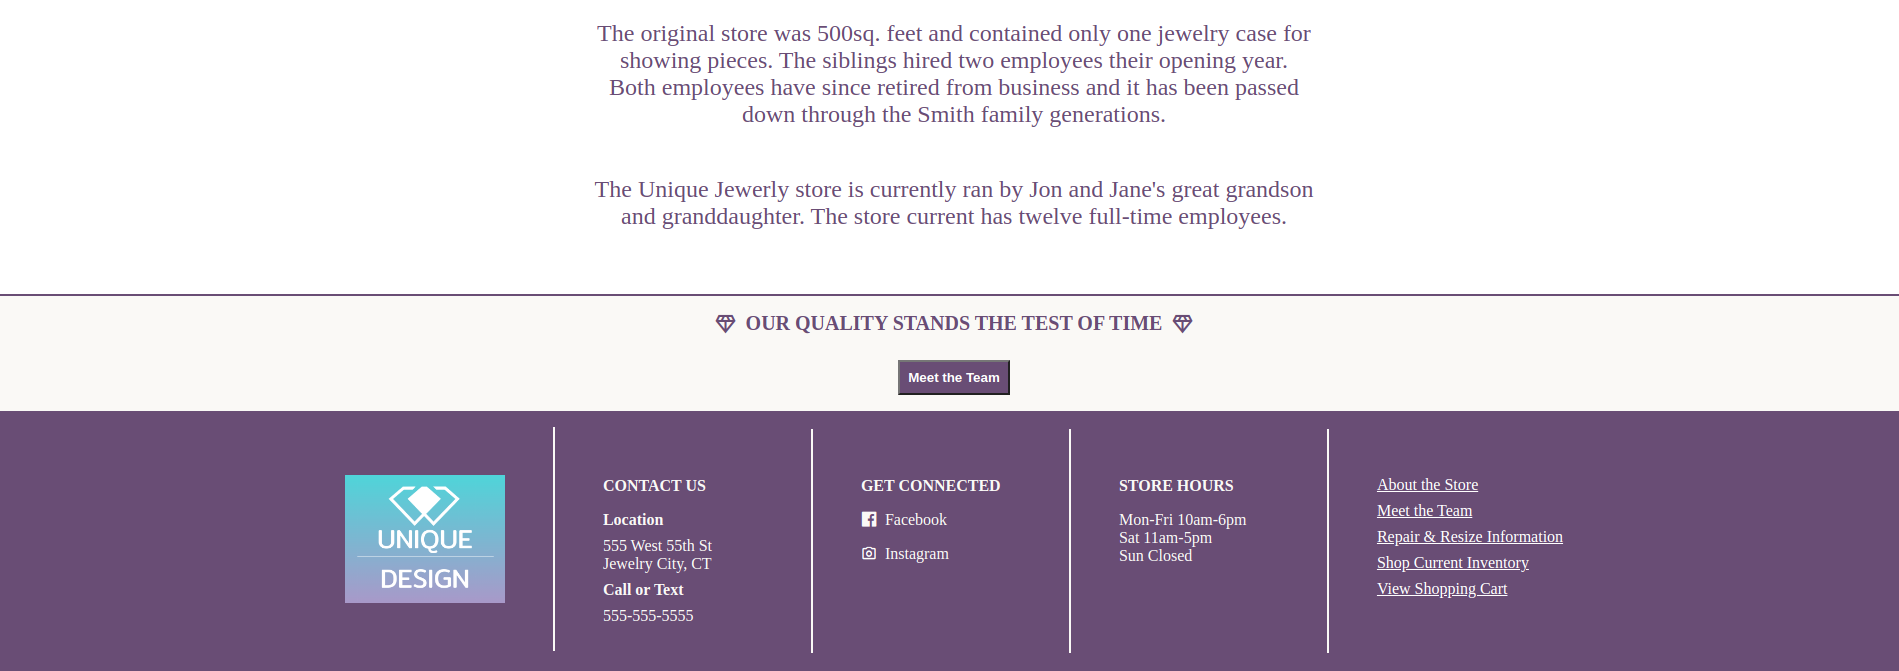 The original store was 500sq. feet and contained only one jewelry case for
showing pieces. The siblings hired two employees their opening year.
Both employees have since retired from business and it has been passed
down through the Smith family generations.
The Unique Jewerly store is currently ran by Jon and Jane's great grandson
and granddaughter. The store current has twelve full-time employees.
OUR QUALITY STANDS THE TEST OF TIME
Meet the Team
UNIQUE
DESIGN
CONTACT US
Location
555 West 55th St
Jewelry City, CT
Call or Text
555-555-5555
GET CONNECTED
Facebook
Instagram
STORE HOURS
Mon-Fri 10am-6pm
Sat 11am-5pm
Sun Closed
About the Store
Meet the Team
Repair & Resize Information
Shop Current Inventory
View Shopping Cart